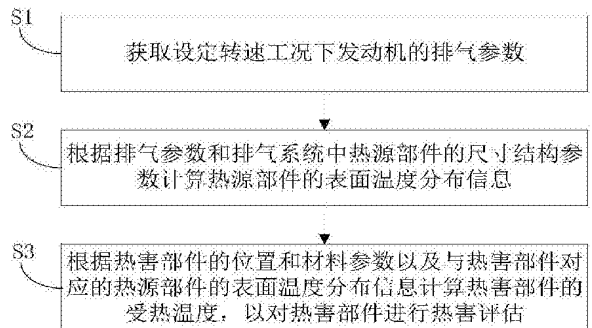 S1
获取设定转速工况下发动机的排气参数
S2
根据排气参数和排气系统中热源部件的尺寸结构参
数计算热源部件的表面温度分布信息
S3
根据热害部件的位置和材料参数以及与热害部件对
应的热源部件的表面温度分布信息计算热害部件的
受热温度，以对热害部件进行热害评估